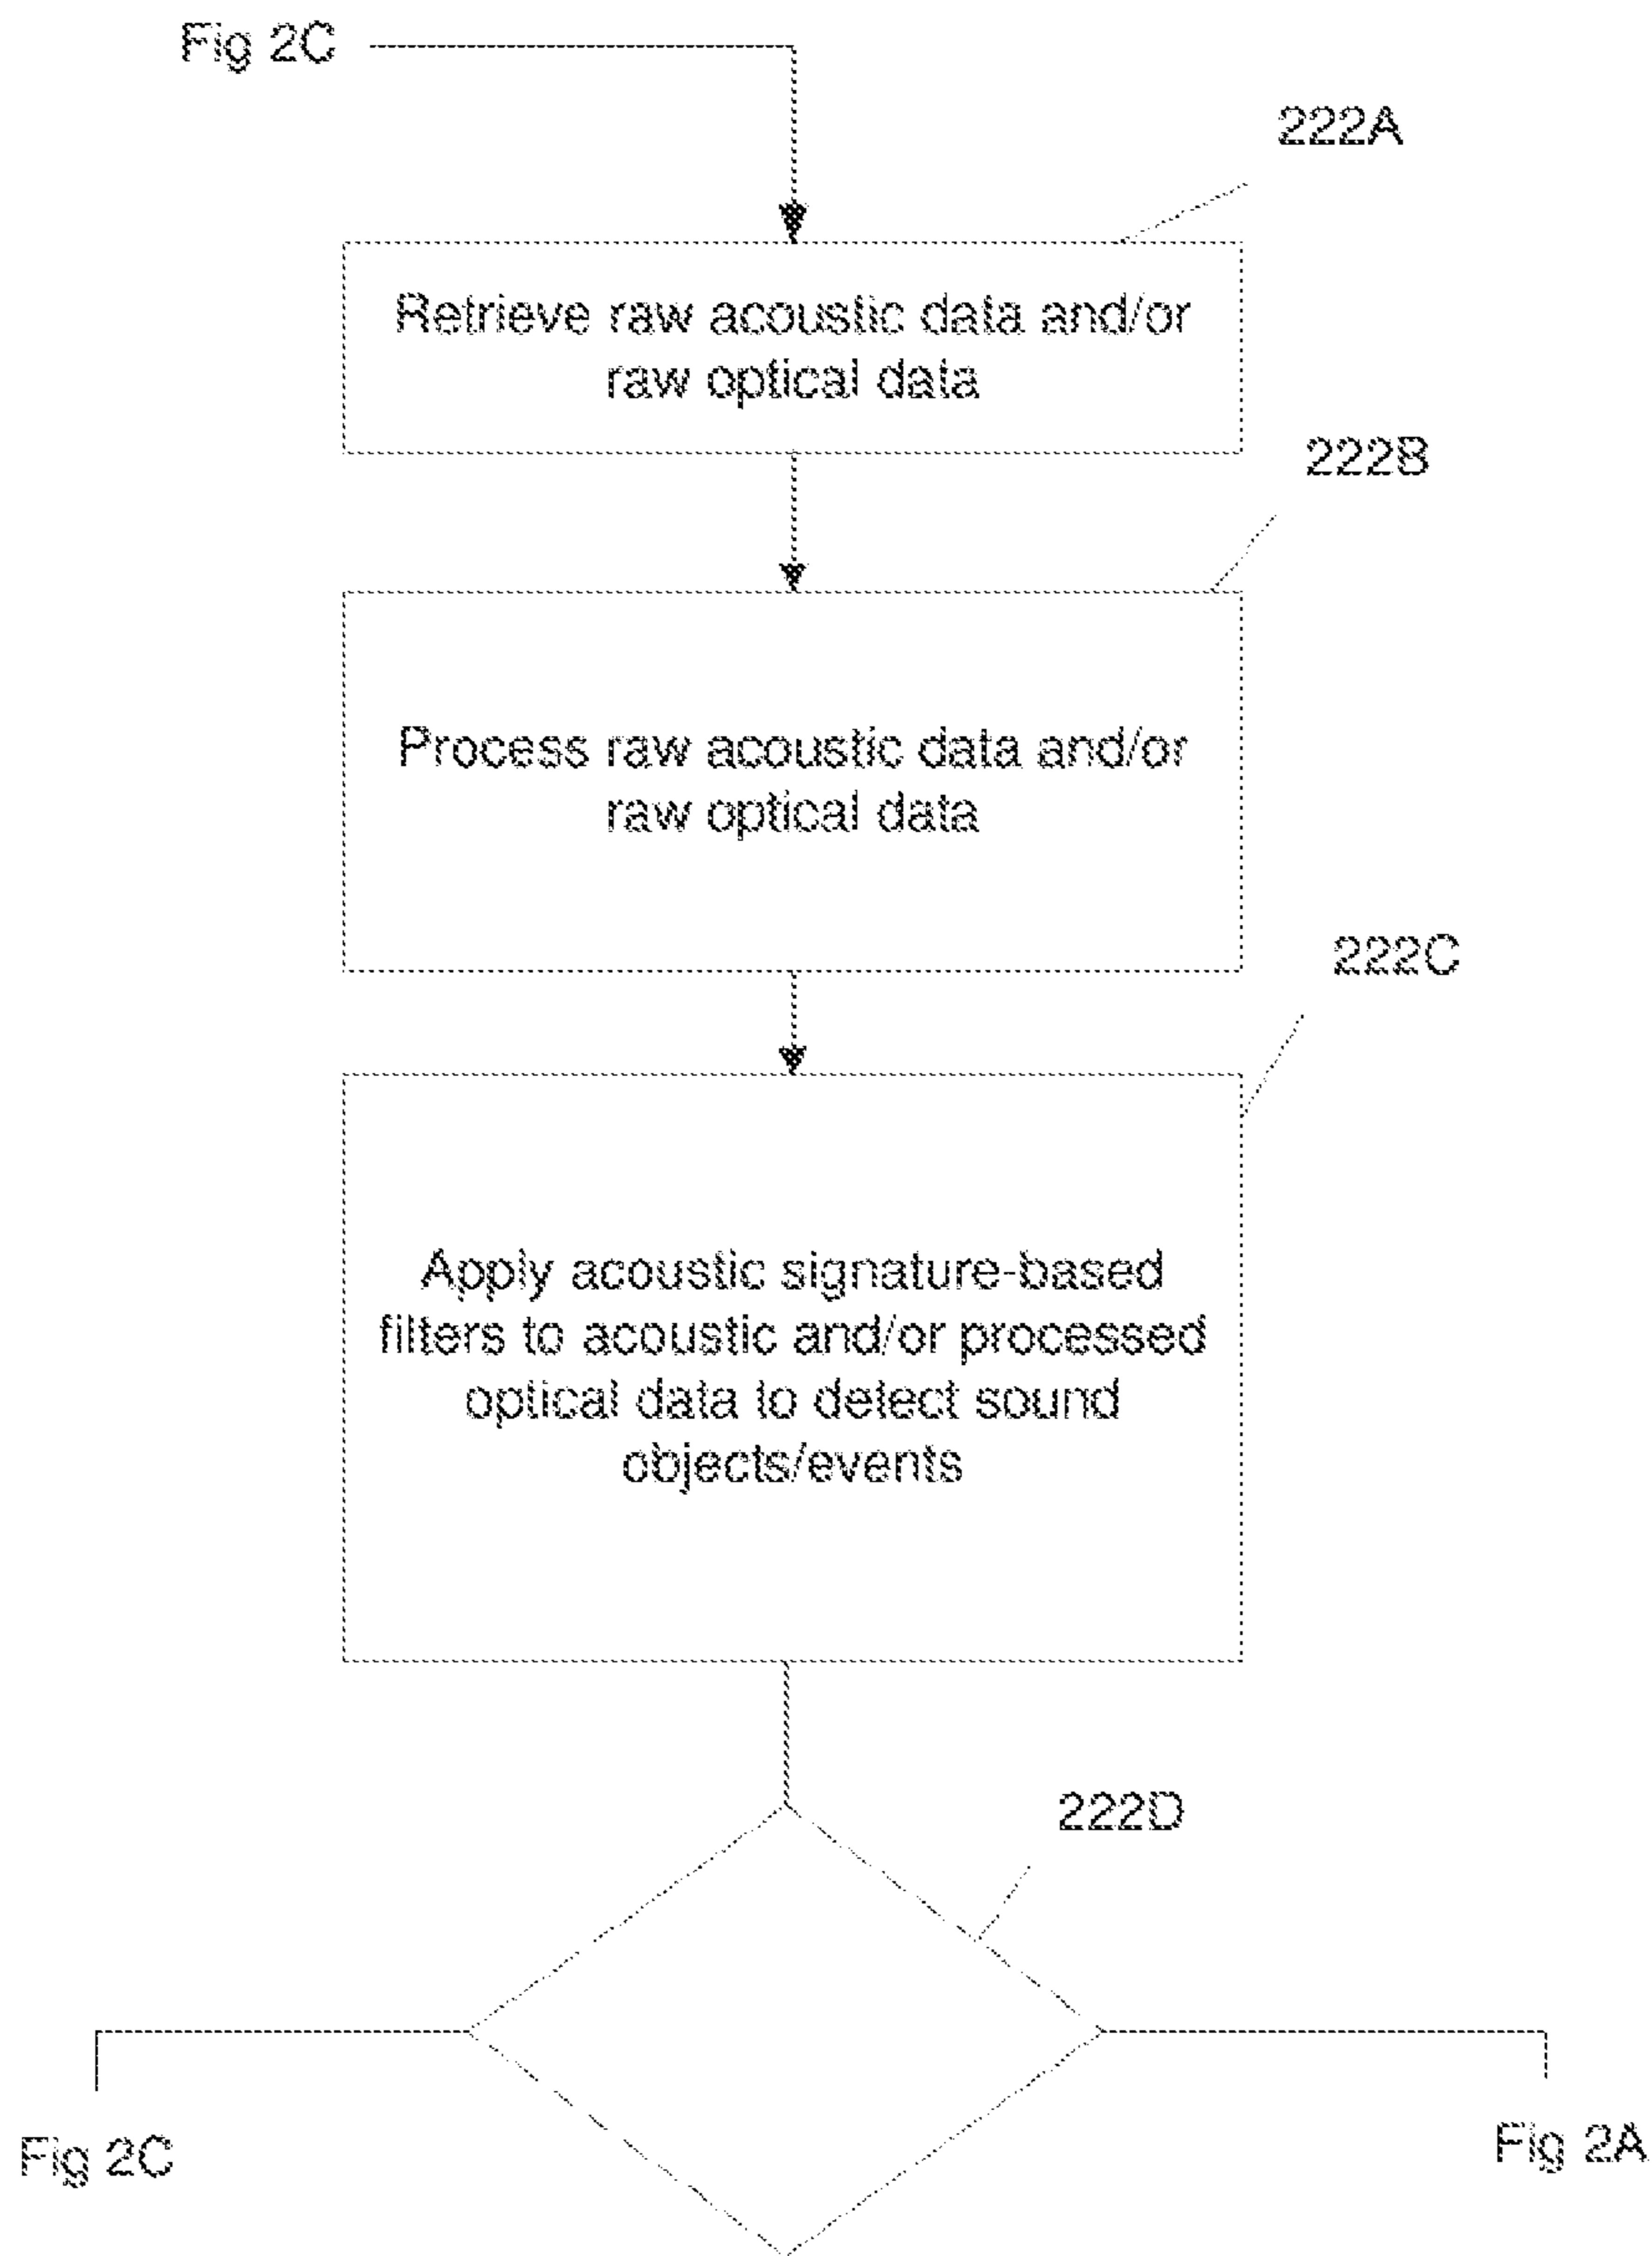 Fig 2C
222A
Retrieve raw acoustic data and/or
raw optical data
222B
Process raw acoustic data and/or
raw optical data
222C
Apply acoustic signature-based
filters to acoustic and/or processed
optical data to detect sound
objects/events
222D
Fig 2C
Fig 2A